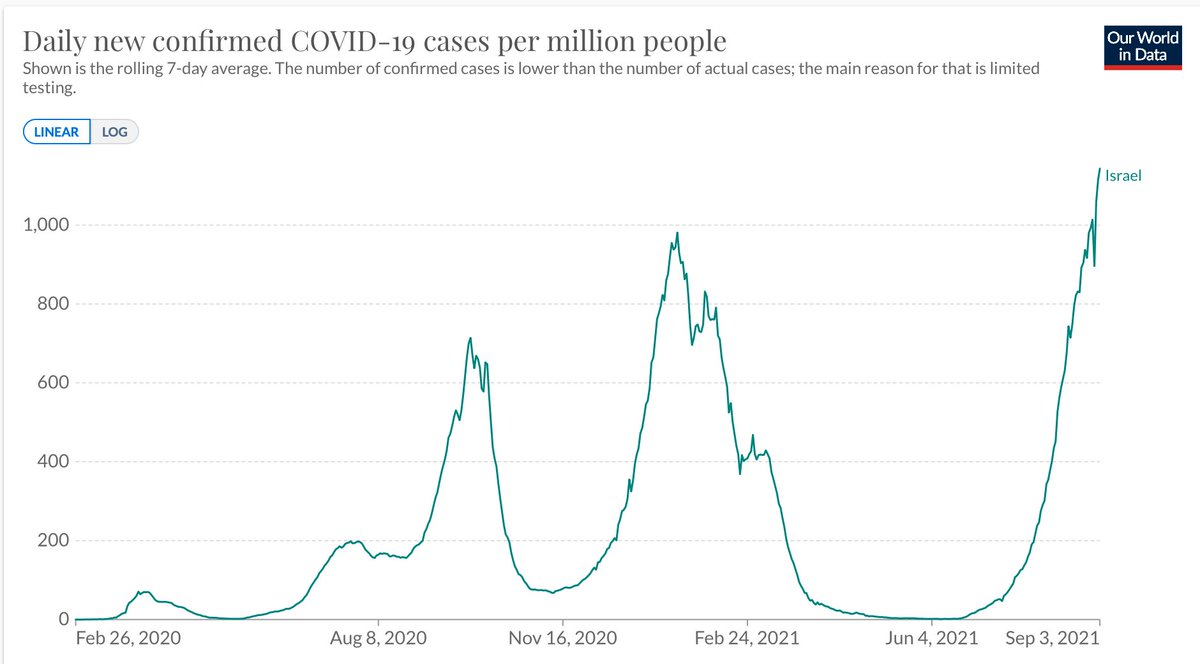 Daily new confirmed COVID-19 cases per million people
Shown is the rolling 7-day average. The number of confirmed cases is lower than the number of actual cases; the main reason for that is limited
testing.
Our World
in Data
LINEAR LOG
Israel
1,000
800
600
400
200
0
Feb 26, 2020 Aug 8, 2020 Nov 16, 2020 Feb 24, 2021 Jun 4, 2021 Sep 3, 2021